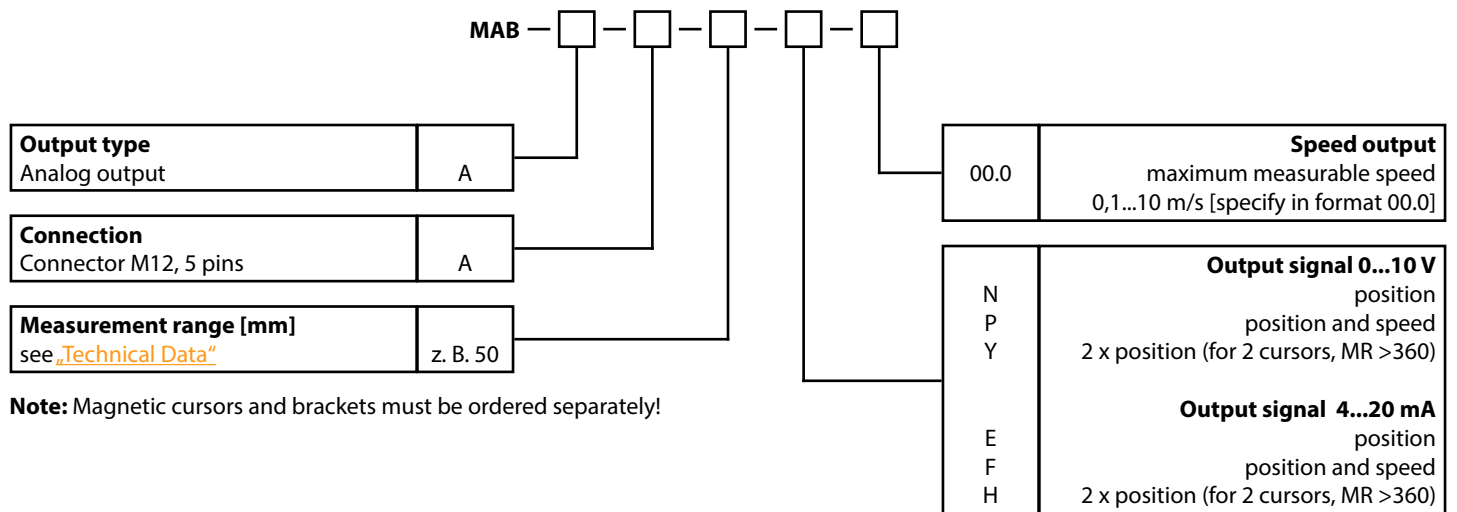 MAB
Output type
Analog output
A
Connection
Connector M12, 5 pins
A
Measurement range [mm]
see „Technical Data“
z. B. 50
Note: Magnetic cursors and brackets must be ordered separately!
00.0
Speed output
maximum measurable speed
0,1...10 m/s [specify in format 00.0]
Output signal 0...10 V
N position
P position and speed
Y 2 x position (for 2 cursors, MR >360)
Output signal 4...20 mA
E position
F position and speed
H 2 x position (for 2 cursors, MR >360)